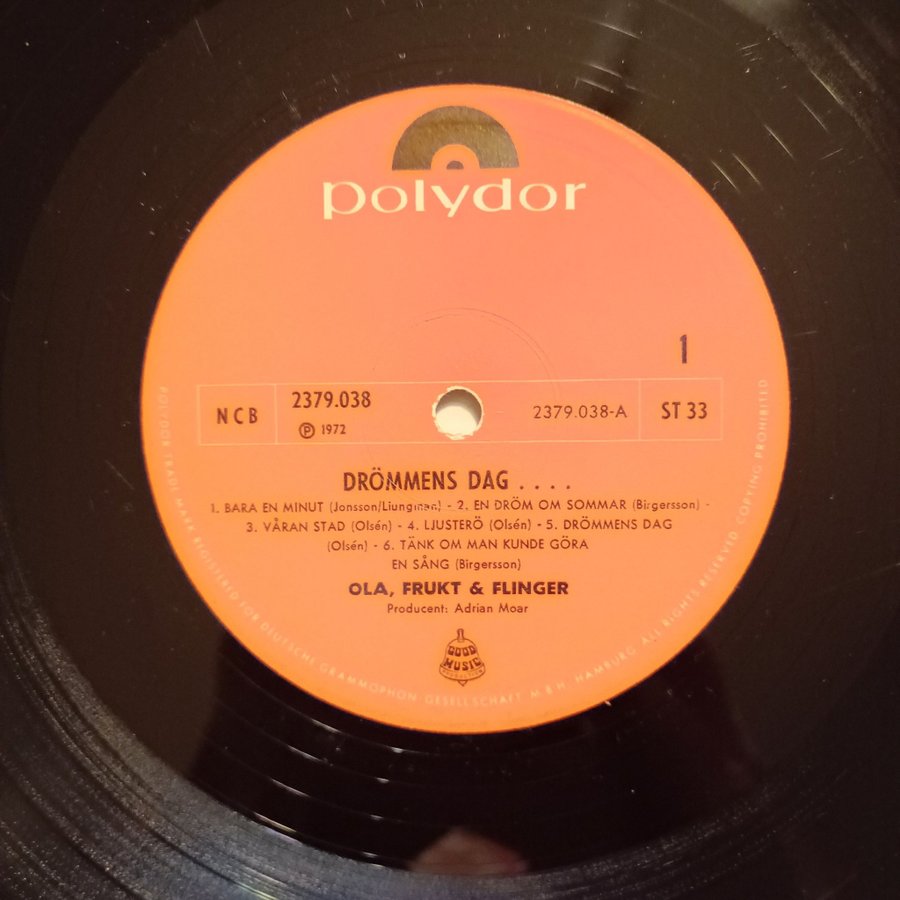 polydor
1
NCB
2379.038
Ⓟ 1972
2379.038-A
ST 33
DRÖMMENS DAG . . . .
1. BARA EN MINUT (Jonsson/Ljungman) - 2. EN DRÖM OM SOMMAR (Birgersson) -
3. VÅRAN STAD (Olsén) - 4. LJUSTERÖ (Olsén) - 5. DRÖMMENS DAG
(Olsén) - 6. TÄNK OM MAN KUNDE GÖRA
EN SÅNG (Birgersson)
OLA, FRUKT & FLINGER
Producent: Adrian Moar
GOOD
MUSIC
POLYDOR TRADE MARK REGISTERED FOR DEUTSCHE GRAMMOPHON GESELLSCHAFT M.B.H. HAMBURG ALL RIGHTS RESERVED COPYING PROHIBITED